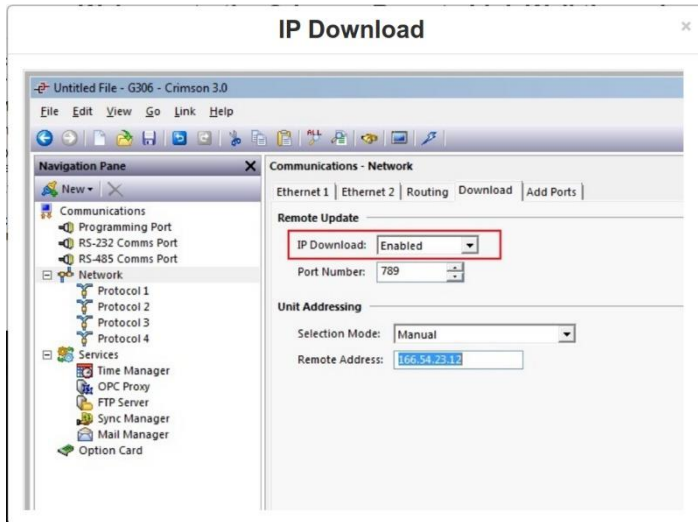 IP Download
×
Untitled File - G306 - Crimson 3.0
File Edit View Go Link Help
ALL
Navigation Pane X
New
Communications
Programming Port
RS-232 Comms Port
RS-485 Comms Port
Network
Protocol 1
Protocol 2
Protocol 3
Protocol 4
Services
Time Manager
OPC Proxy
FTP Server
Sync Manager
Mail Manager
Option Card
Communications - Network
Ethernet 1 Ethernet 2 Routing Download Add Ports
Remote Update
IP Download: Enabled
Port Number: 789
Unit Addressing
Selection Mode: Manual
Remote Address: 166.54.23.12